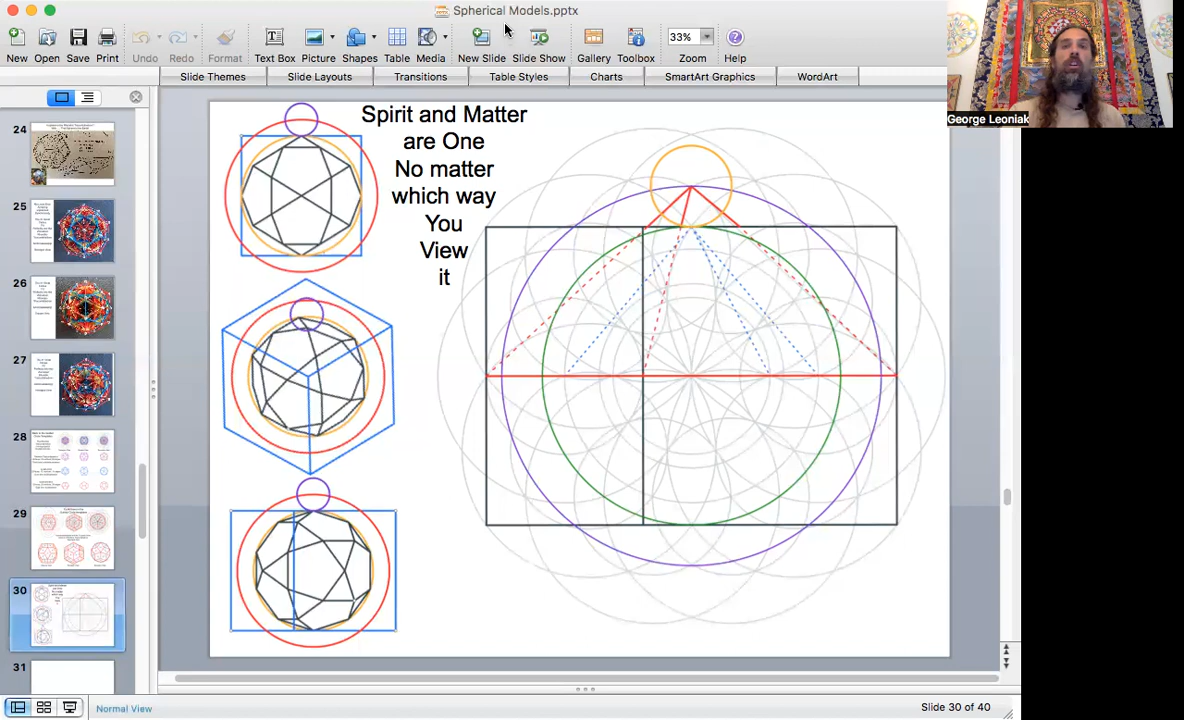 Spherical Models.pptx
New Open Save Print Undo Redo Format Text Box Picture Shapes Table Media New Slide Slide Show Gallery Toolbox 33% Zoom Help
Slide Themes Slide Layouts Transitions Table Styles Charts SmartArt Graphics WordArt
George Leoniak
24
25
26
27
28
29
30
31
Spirit and Matter
are One
No matter
which way
You
View
it
Normal View
Slide 30 of 40